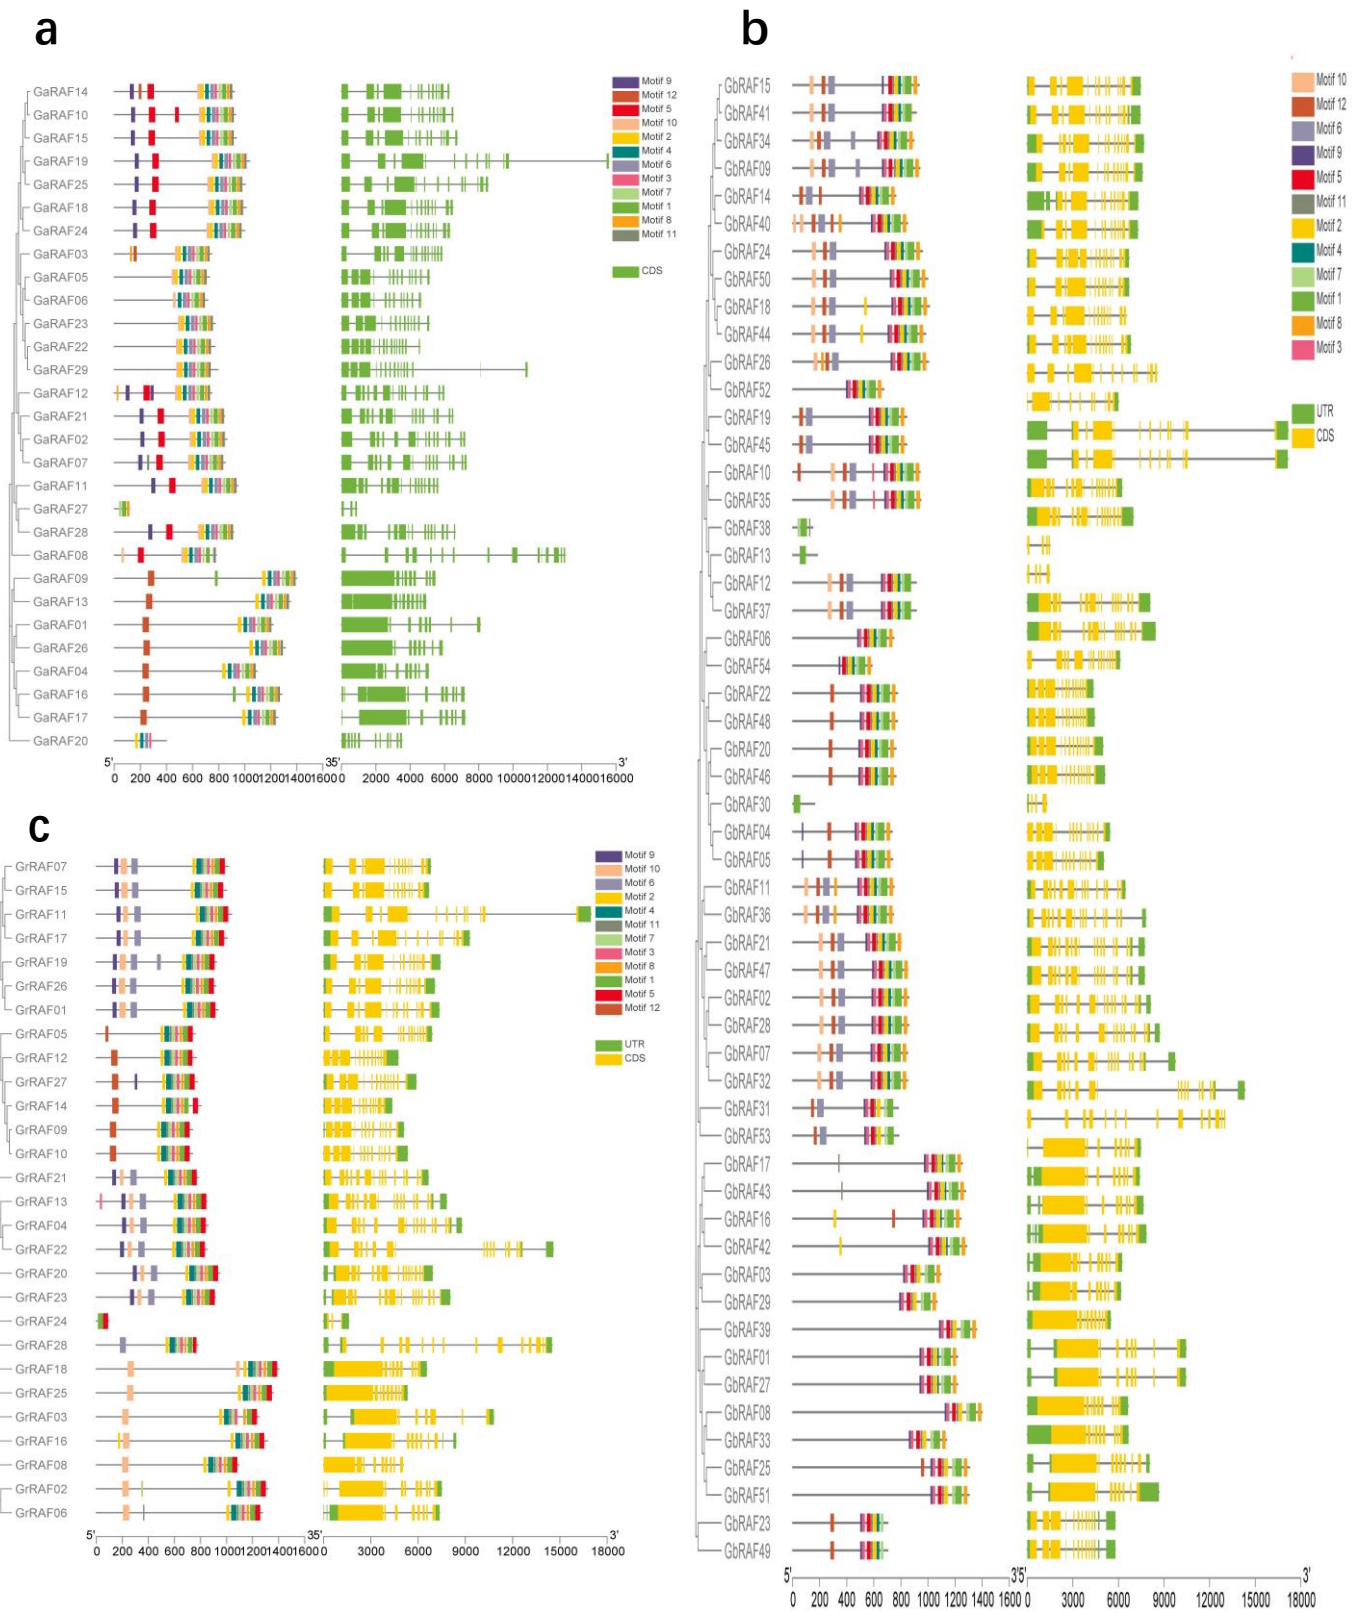 a
GaRAF14
GaRAF10
GaRAF15
GaRAF19
GaRAF25
GaRAF18
GaRAF24
GaRAF03
GaRAF05
GaRAF06
GaRAF23
GaRAF22
GaRAF29
GaRAF12
GaRAF21
GaRAF02
GaRAF07
GaRAF11
GaRAF27
GaRAF28
GaRAF08
GaRAF09
GaRAF13
GaRAF01
GaRAF26
GaRAF04
GaRAF16
GaRAF17
GaRAF20
5' 35' 3'
0 200 400 600 800 1000 1200 1400 1600 0 2000 4000 6000 8000 10000 12000 14000 16000
Motif 9
Motif 12
Motif 5
Motif 10
Motif 2
Motif 4
Motif 6
Motif 3
Motif 7
Motif 1
Motif 8
Motif 11
CDS
b
GbRAF15
GbRAF41
GbRAF34
GbRAF09
GbRAF14
GbRAF40
GbRAF24
GbRAF50
GbRAF18
GbRAF44
GbRAF26
GbRAF52
GbRAF19
GbRAF45
GbRAF10
GbRAF35
GbRAF38
GbRAF13
GbRAF12
GbRAF37
GbRAF06
GbRAF54
GbRAF22
GbRAF48
GbRAF20
GbRAF46
GbRAF30
GbRAF04
GbRAF05
GbRAF11
GbRAF36
GbRAF21
GbRAF47
GbRAF02
GbRAF28
GbRAF07
GbRAF32
GbRAF31
GbRAF53
GbRAF17
GbRAF43
GbRAF16
GbRAF42
GbRAF03
GbRAF29
GbRAF39
GbRAF01
GbRAF27
GbRAF08
GbRAF33
GbRAF25
GbRAF51
GbRAF23
GbRAF49
5' 3'5' 3'
0 200 400 600 800 1000 1200 1400 1600 0 3000 6000 9000 12000 15000 18000
Motif 10
Motif 12
Motif 6
Motif 9
Motif 5
Motif 11
Motif 2
Motif 4
Motif 7
Motif 1
Motif 8
Motif 3
UTR
CDS
c
GrRAF07
GrRAF15
GrRAF11
GrRAF17
GrRAF19
GrRAF26
GrRAF01
GrRAF05
GrRAF12
GrRAF27
GrRAF14
GrRAF09
GrRAF10
GrRAF21
GrRAF13
GrRAF04
GrRAF22
GrRAF20
GrRAF23
GrRAF24
GrRAF28
GrRAF18
GrRAF25
GrRAF03
GrRAF16
GrRAF08
GrRAF02
GrRAF06
5' 35' 3'
0 200 400 600 800 1000 1200 1400 1600 0 3000 6000 9000 12000 15000 18000
Motif 9
Motif 10
Motif 6
Motif 2
Motif 4
Motif 11
Motif 7
Motif 3
Motif 8
Motif 1
Motif 5
Motif 12
UTR
CDS